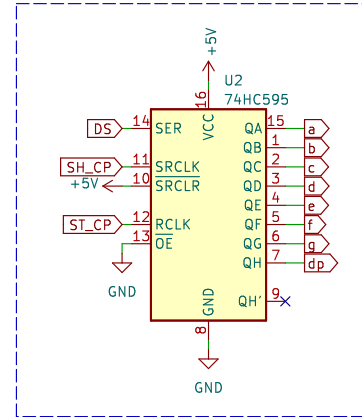 +5V
U2
74HC595
16
VCC
DS 14 SER QA 15 a
QB 1 b
SH_CP 11 SRCLK QC 2 c
+5V 10 SRCLR QD 3 d
QE 4 e
ST_CP 12 RCLK QF 5 f
13 OE QG 6 g
QH 7 dp
GND
GND
QH' 9
8
GND